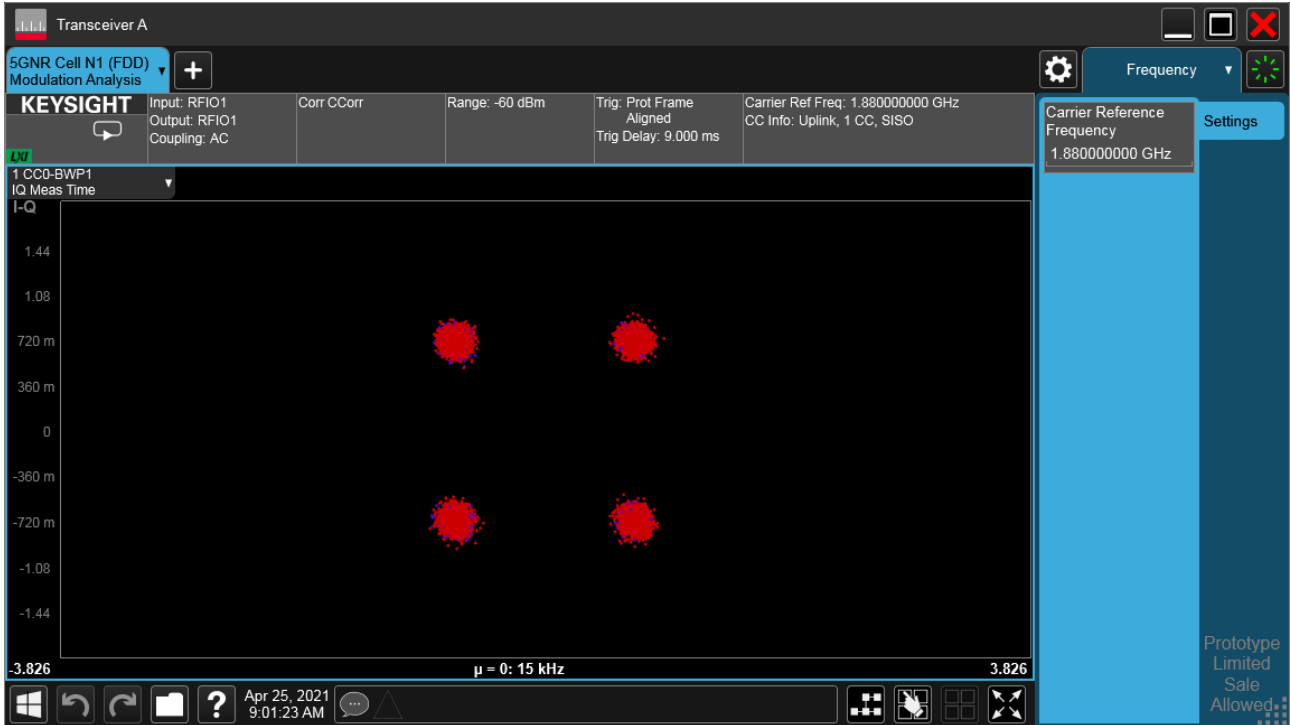 Transceiver A
5GNR Cell N1 (FDD)
Modulation Analysis
+
Frequency
KEYSIGHT
LXI
Input: RFIO1
Output: RFIO1
Coupling: AC
Corr CCorr
Range: -60 dBm
Trig: Prot Frame
Aligned
Trig Delay: 9.000 ms
Carrier Ref Freq: 1.880000000 GHz
CC Info: Uplink, 1 CC, SISO
Carrier Reference
Frequency
1.880000000 GHz
Settings
1 CC0-BWP1
IQ Meas Time
I-Q
1.44
1.08
720 m
360 m
0
-360 m
-720 m
-1.08
-1.44
-3.826
µ = 0: 15 kHz
3.826
Prototype
Limited
Sale
Allowed
?
Apr 25, 2021
9:01:23 AM